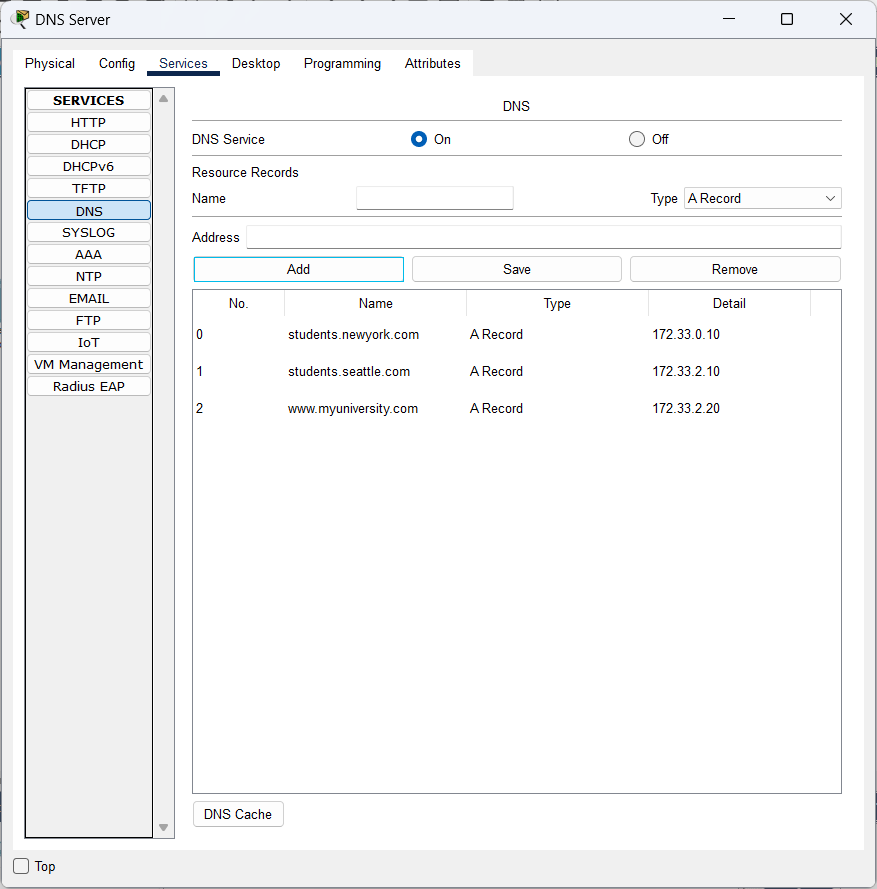 DNS Server
Physical Config Services Desktop Programming Attributes
SERVICES
HTTP
DHCP
DHCPv6
TFTP
DNS
SYSLOG
AAA
NTP
EMAIL
FTP
IoT
VM Management
Radius EAP
DNS
DNS Service On Off
Resource Records
Name Type A Record
Address
Add Save Remove
No. Name Type Detail
0 students.newyork.com A Record 172.33.0.10
1 students.seattle.com A Record 172.33.2.10
2 www.myuniversity.com A Record 172.33.2.20
DNS Cache
Top